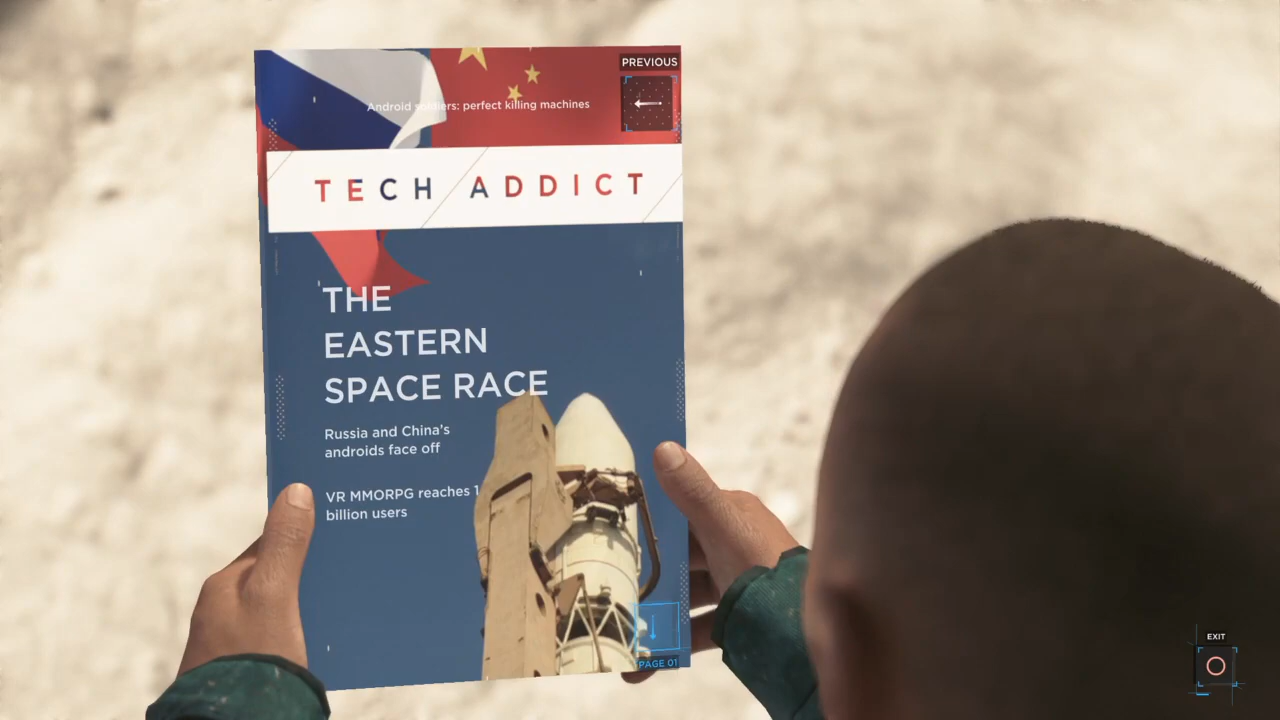 PREVIOUS
Android soldiers: perfect killing machines
TECH ADDICT
THE
EASTERN
SPACE RACE
Russia and China's
androids face off
VR MMORPG reaches 1
billion users
PAGE 01
EXIT